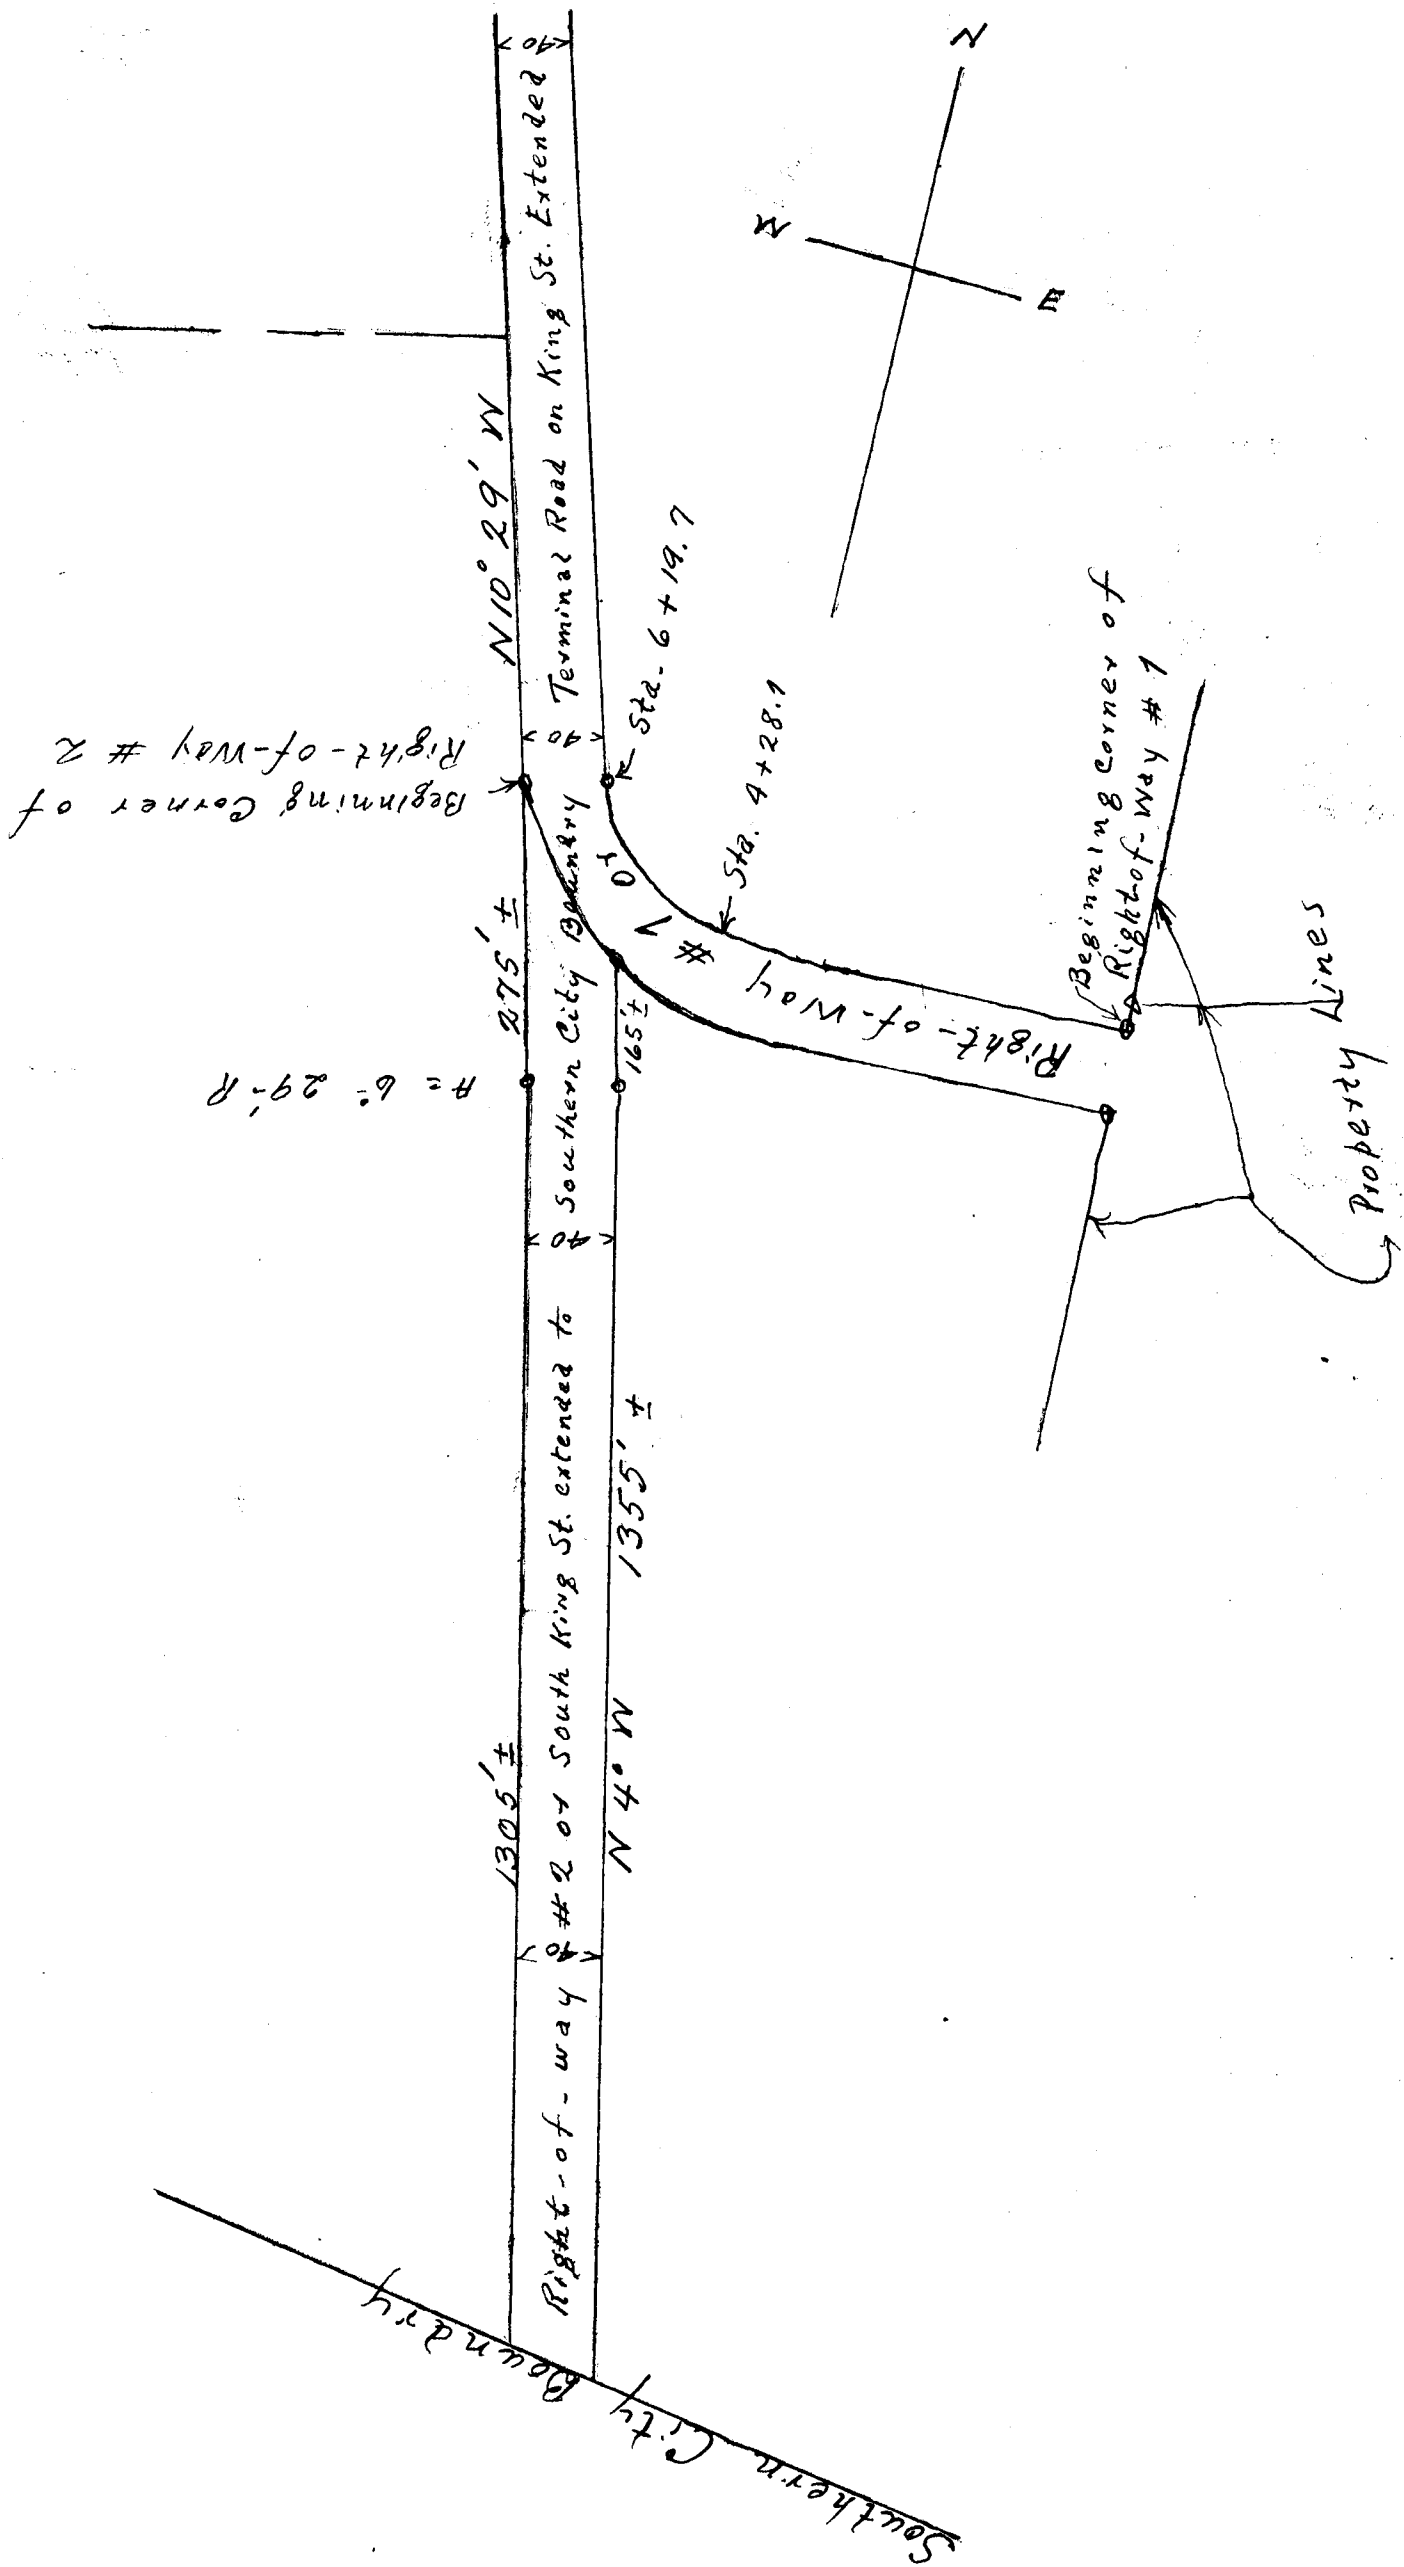 40
Terminal Road on King St. Extended
N
W
E
N 10° 29' W
Beginning Corner of
Right-of-Way # 2
40
Sta. 6 + 19.7
Sta. 4+28.1
Or
Right-of-Way # 1
Beginning corner of
Right-of-Way # 1
Property Lines
275' ±
165' ±
A = 6°-29'-R
Right-of-way #2 or South King St. extended to Southern City Boundry
40
40
1305' ±
N 4° W 1355' ±
Southern City Boundry